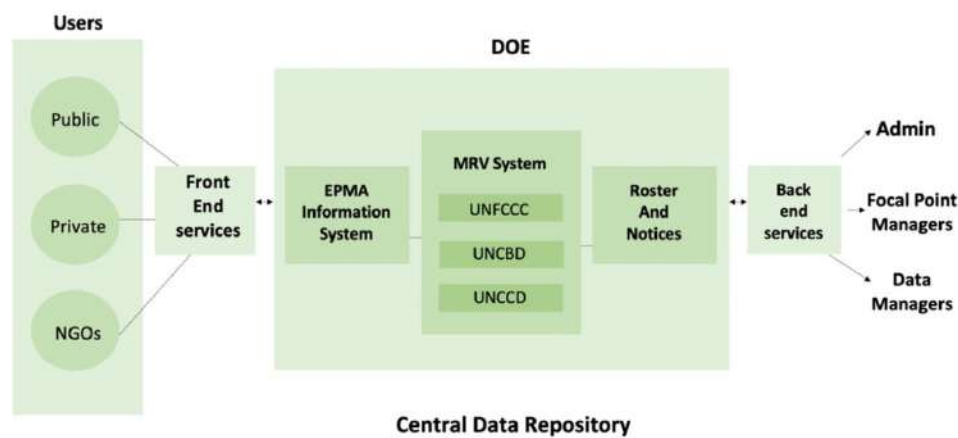 Users
Public
Private
NGOs
Front
End
services
DOE
EPMA
Information
System
MRV System
UNFCCC
UNCBD
UNCCD
Roster
And
Notices
Back
end
services
Admin
Focal Point
Managers
Data
Managers
Central Data Repository